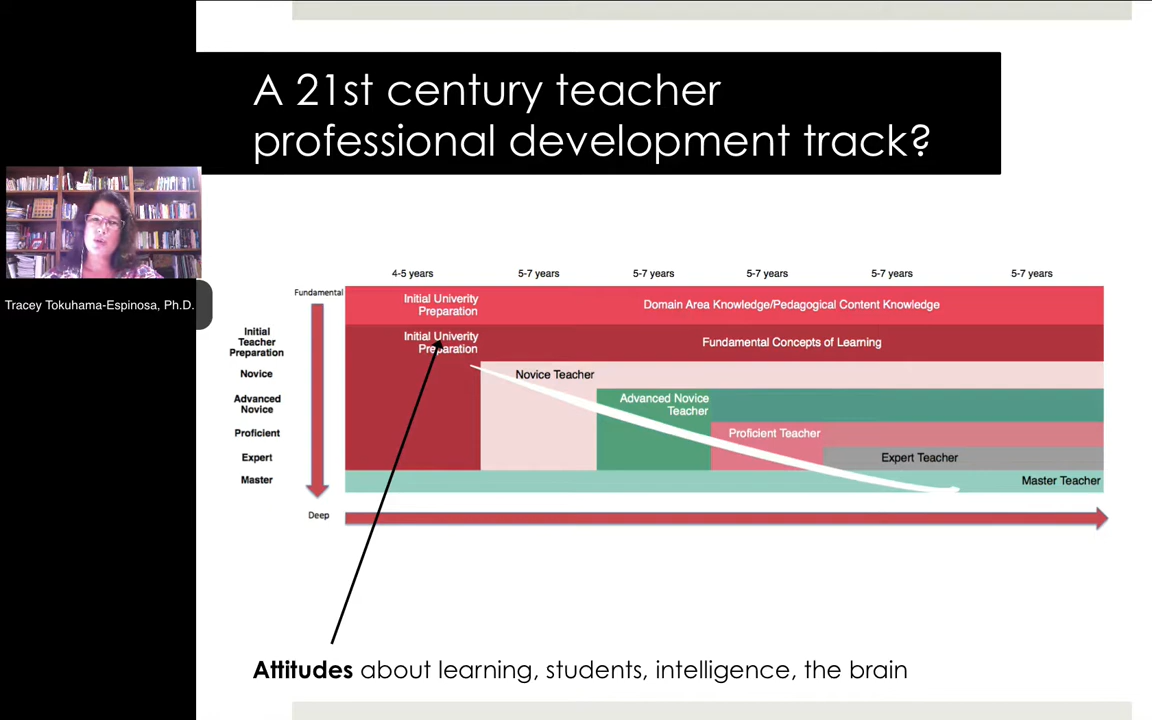 A 21st century teacher
professional development track?
Tracey Tokuhama-Espinosa, Ph.D.
4-5 years
5-7 years
5-7 years
5-7 years
5-7 years
5-7 years
Fundamental
Initial Univerity
Preparation
Domain Area Knowledge/Pedagogical Content Knowledge
Initial
Teacher
Preparation
Initial Univerity
Preparation
Fundamental Concepts of Learning
Novice
Novice Teacher
Advanced
Novice
Advanced Novice
Teacher
Proficient
Proficient Teacher
Expert
Expert Teacher
Master
Master Teacher
Deep
Attitudes about learning, students, intelligence, the brain